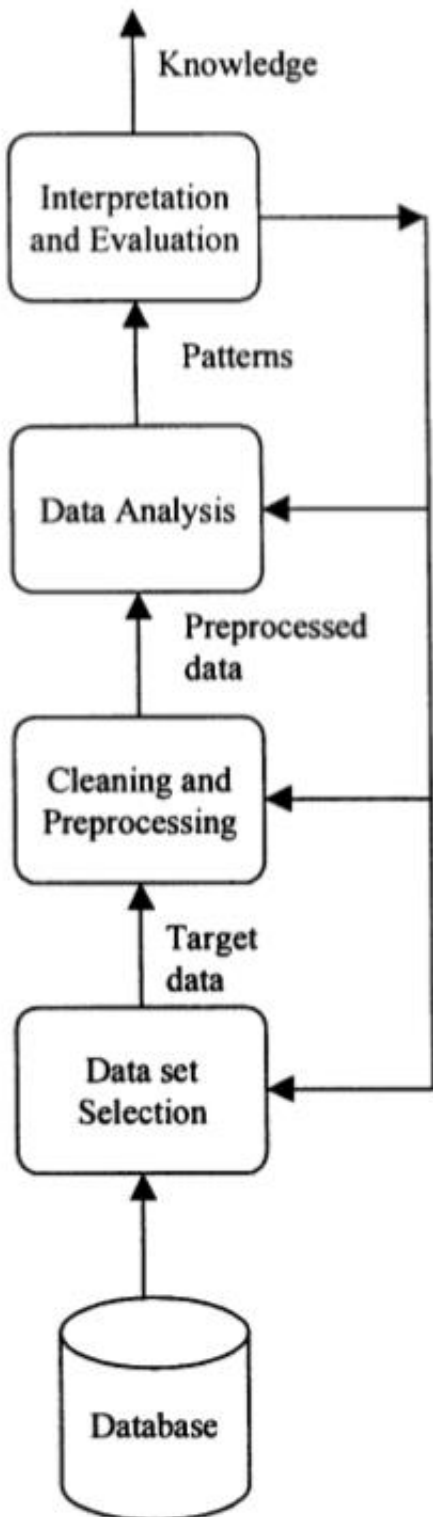 Knowledge
Interpretation
and Evaluation
Patterns
Data Analysis
Preprocessed
data
Cleaning and
Preprocessing
Target
data
Data set
Selection
Database